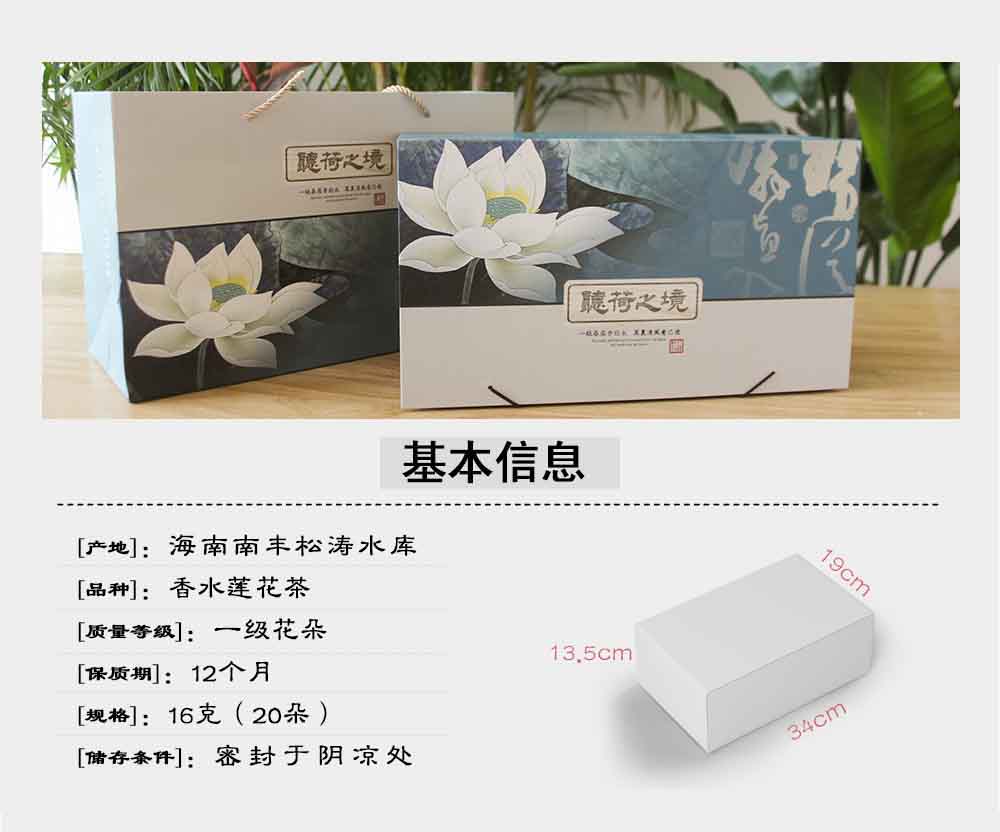 聽荷之境
聽荷之境
基本信息
[产地]：海南南丰松涛水库
[品种]：香水莲花茶
[质量等级]：一级花朵
[保质期]：12个月
[规格]：16克（20朵）
[储存条件]：密封于阴凉处
19cm
13.5cm
34cm